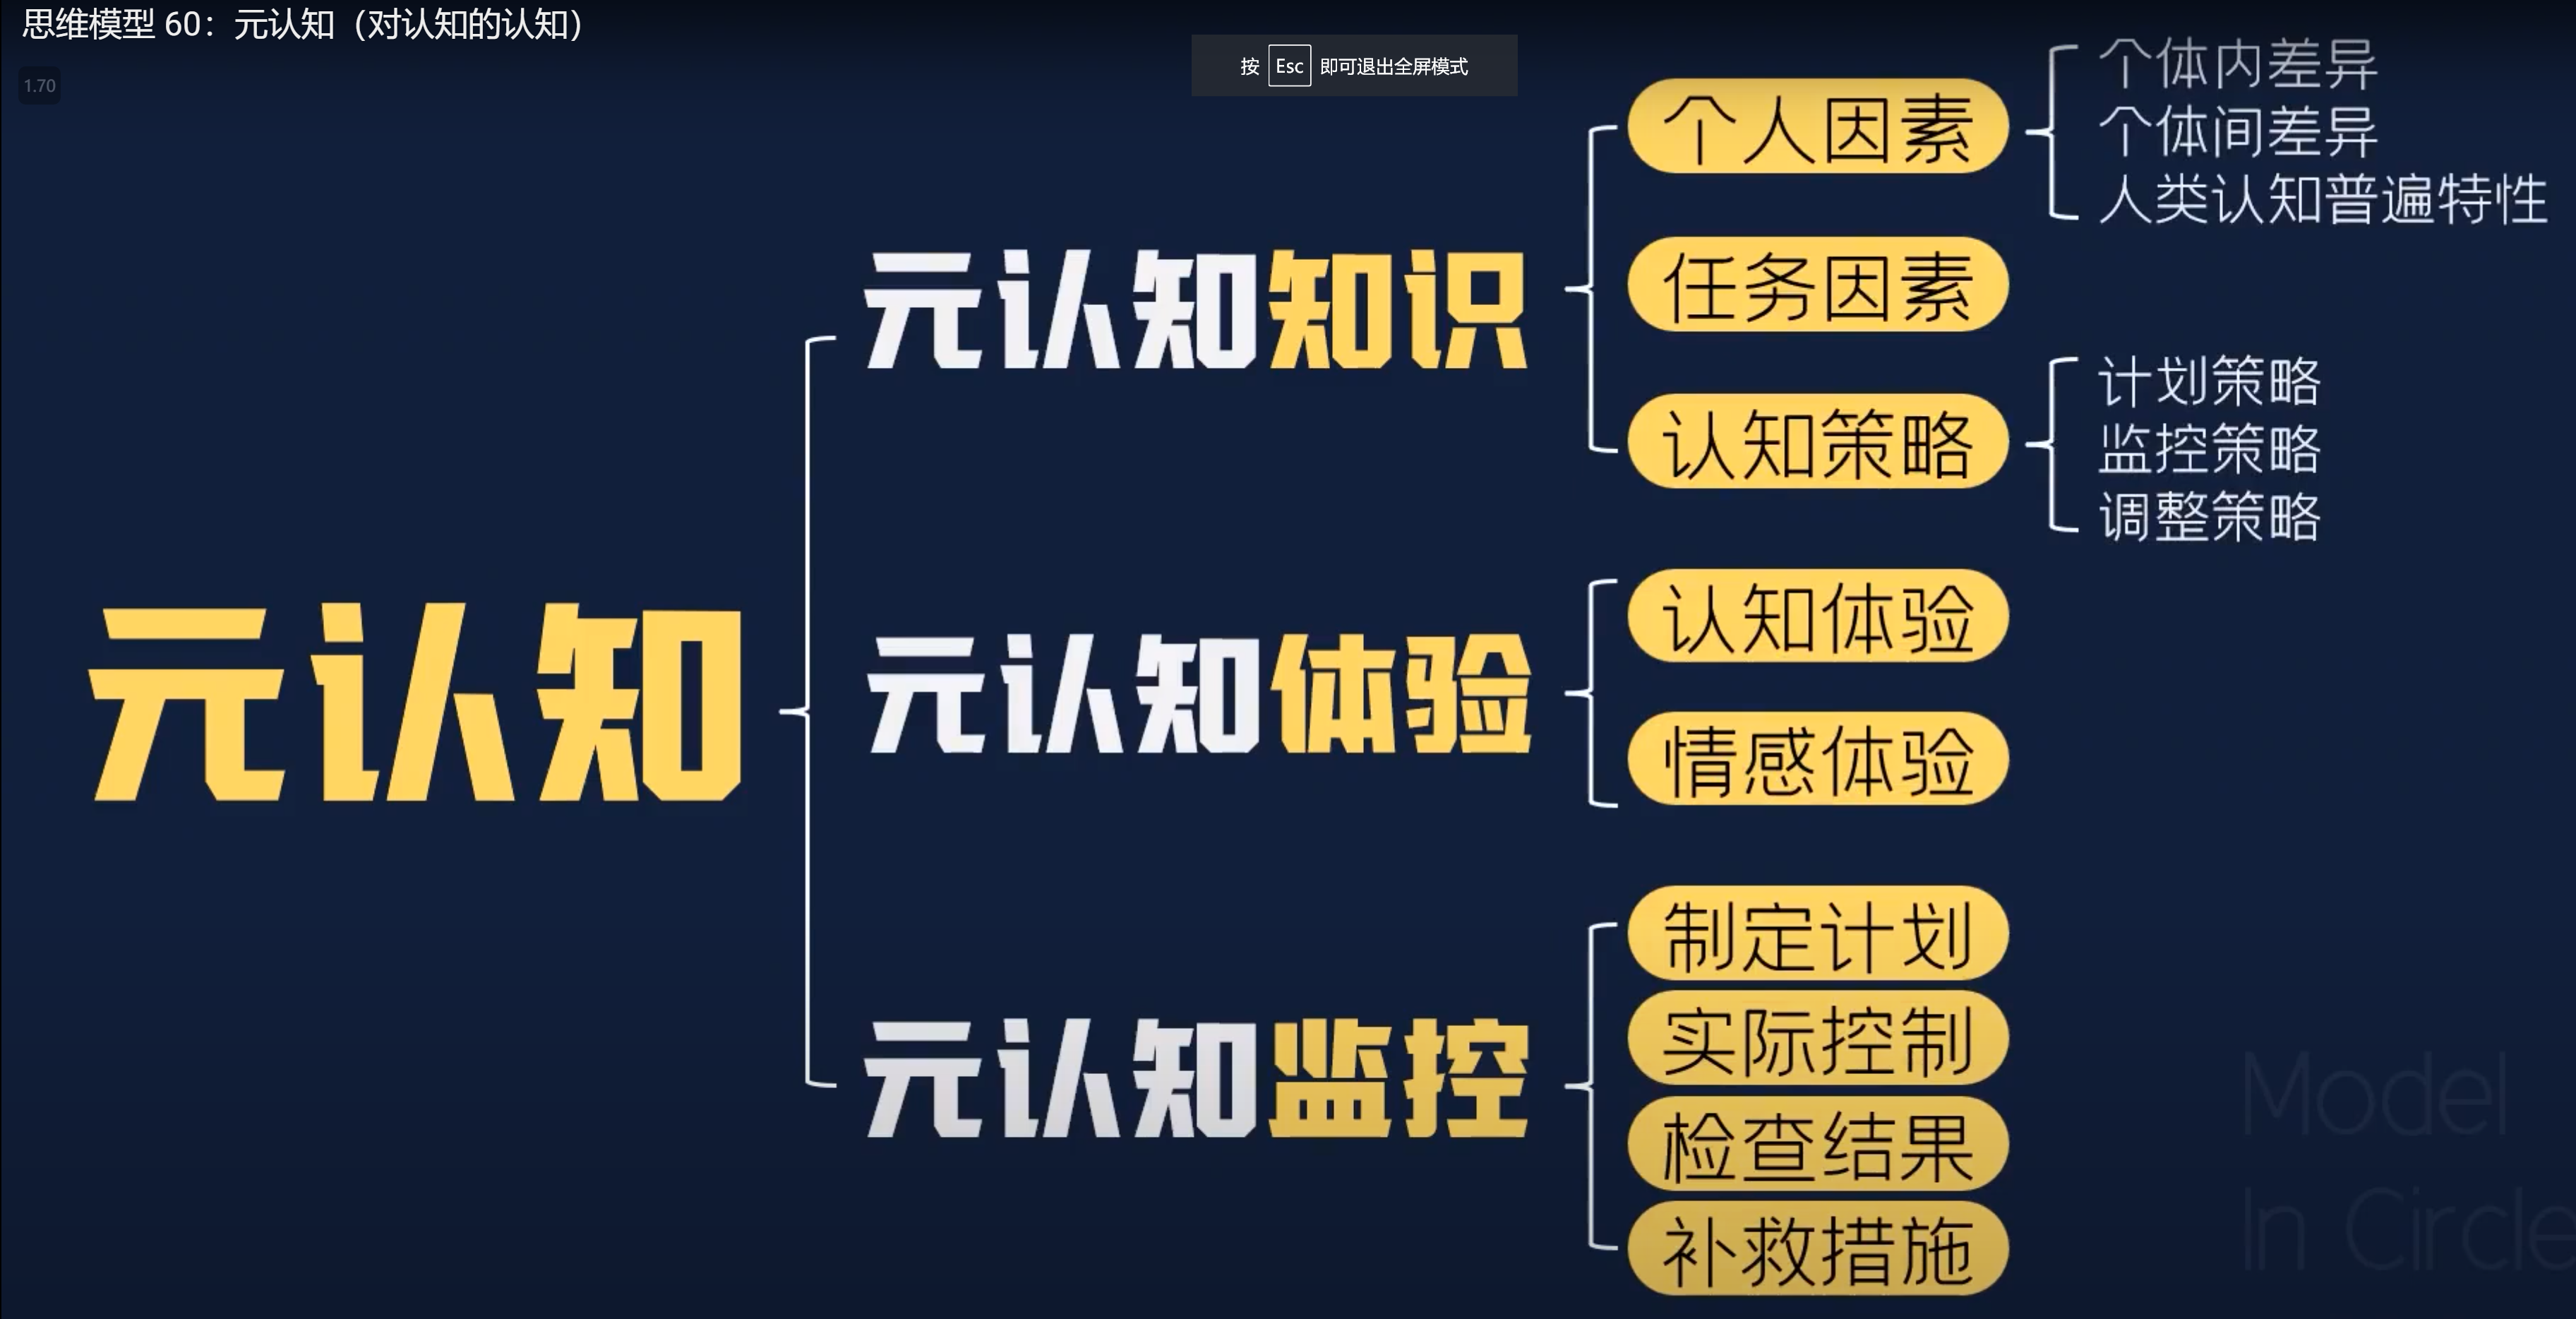 思维模型 60：元认知（对认知的认知）
1.70
按 Esc 即可退出全屏模式
元认知
元认知知识
个人因素
个体内差异
个体间差异
人类认知普遍特性
任务因素
认知策略
计划策略
监控策略
调整策略
元认知体验
认知体验
情感体验
元认知监控
制定计划
实际控制
检查结果
补救措施
Model
In Circle